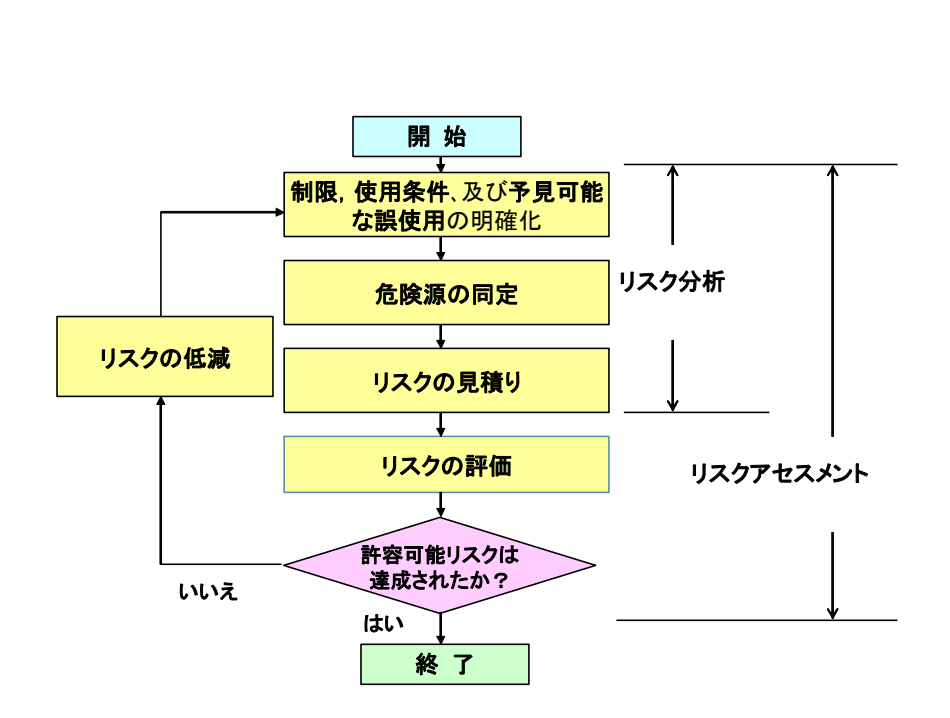 開 始
制限，使用条件、及び予見可能
な誤使用の明確化
危険源の同定
リスク分析
リスクの低減
リスクの見積り
リスクの評価
リスクアセスメント
許容可能リスクは
達成されたか？
いいえ
はい
終 了